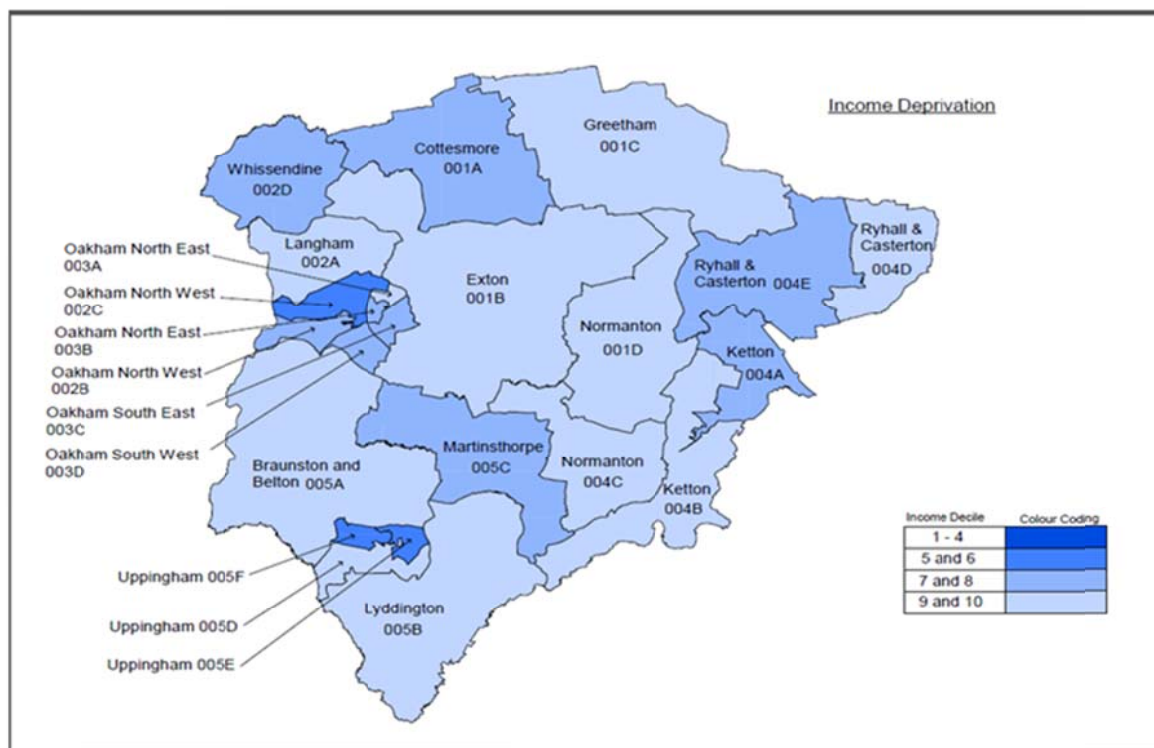 Income Deprivation
Greetham
001C
Cottesmore
001A
Whissendine
002D
Ryhall &
Casterton
004D
Langham
002A
Oakham North East
003A
Exton
001B
Ryhall &
Casterton 004E
Oakham North West
002C
Normanton
001D
Oakham North East
003B
Ketton
004A
Oakham North West
002B
Oakham South East
003C
Oakham South West
003D
Martinsthorpe
005C
Normanton
004C
Braunston and
Belton 005A
Ketton
004B
Uppingham 005F
Uppingham 005D
Lyddington
005B
Uppingham 005E
Income Decile Colour Coding
1 - 4
5 and 6
7 and 8
9 and 10